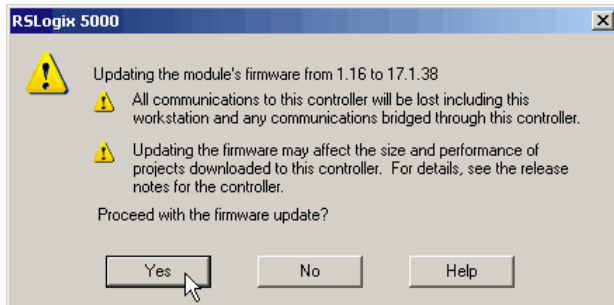 RSLogix 5000
Updating the module's firmware from 1.16 to 17.1.38
All communications to this controller will be lost including this
workstation and any communications bridged through this controller.
Updating the firmware may affect the size and performance of
projects downloaded to this controller. For details, see the release
notes for the controller.
Proceed with the firmware update?
Yes No Help